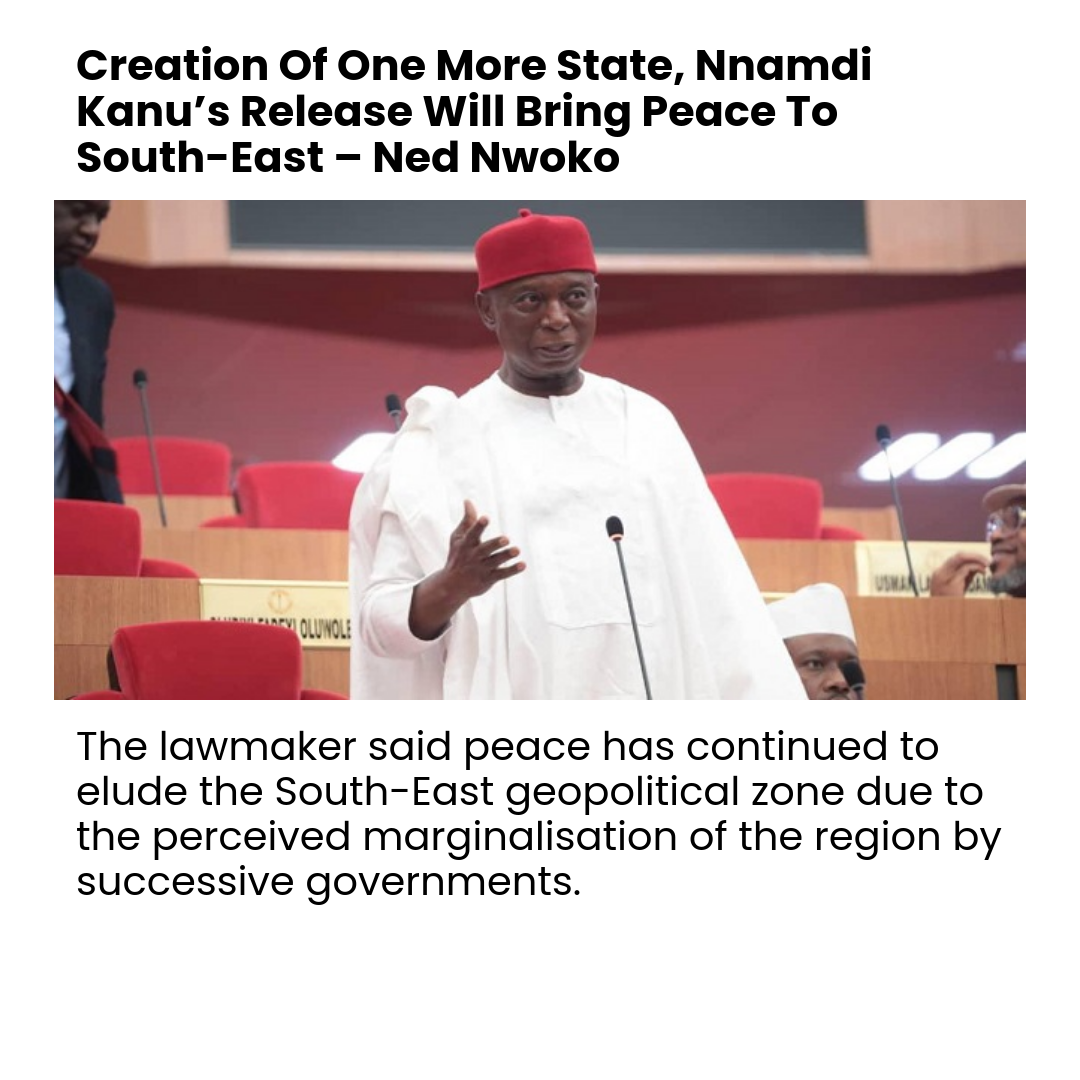 Creation Of One More State, Nnamdi
Kanu’s Release Will Bring Peace To
South-East – Ned Nwoko
OLUWOLE
USMAN
The lawmaker said peace has continued to
elude the South-East geopolitical zone due to
the perceived marginalisation of the region by
successive governments.